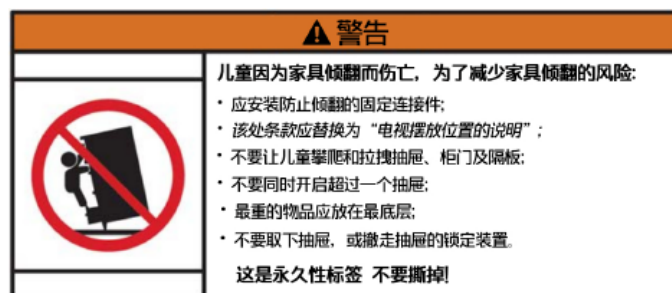 警告
儿童因为家具倾翻而伤亡，为了减少家具倾翻的风险:
· 应安装防止倾翻的固定连接件;
· 该处条款应替换为“电视摆放位置的说明”;
· 不要让儿童攀爬和拉拽抽屉、柜门及隔板;
· 不要同时开启超过一个抽屉;
· 最重的物品应放在最底层;
· 不要取下抽屉，或撤走抽屉的锁定装置。
这是永久性标签 不要撕掉!